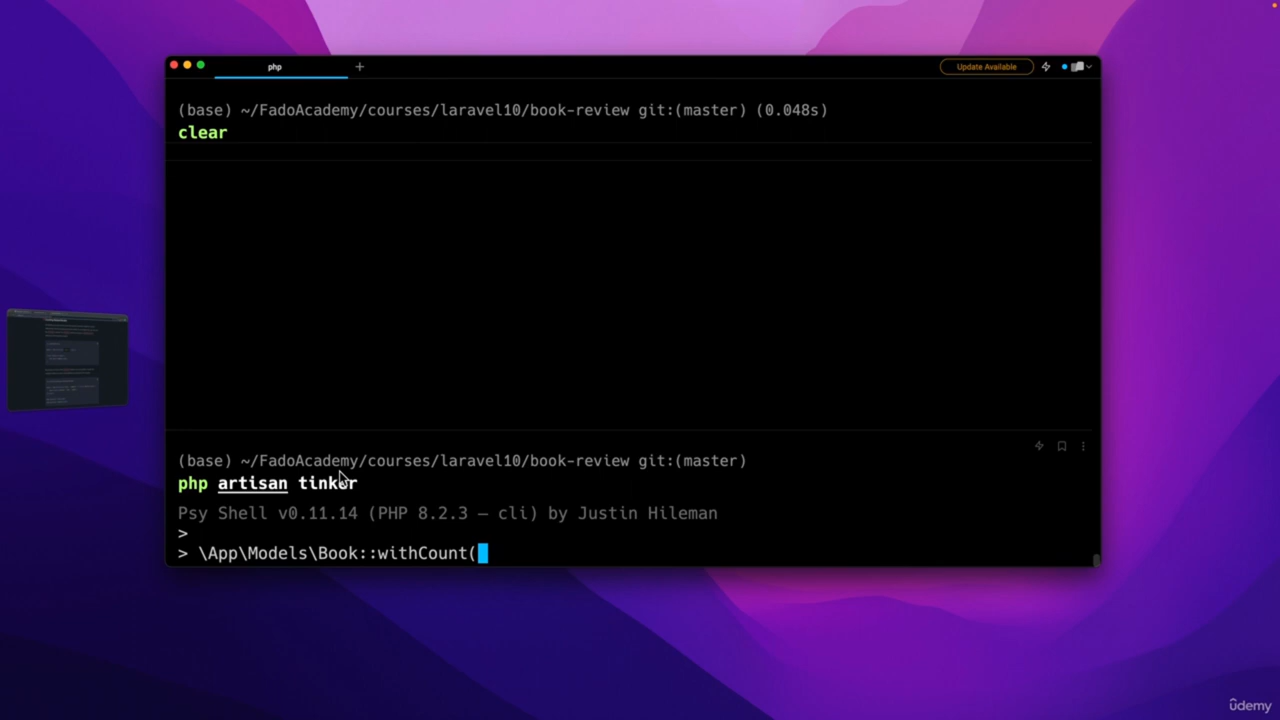 php
Update Available
(base) ~/FadoAcademy/courses/laravel10/book-review git:(master) (0.048s)
clear
(base) ~/FadoAcademy/courses/laravel10/book-review git:(master)
php artisan tinker
Psy Shell v0.11.14 (PHP 8.2.3 — cli) by Justin Hileman
>
> \App\Models\Book::withCount(
ûdemy